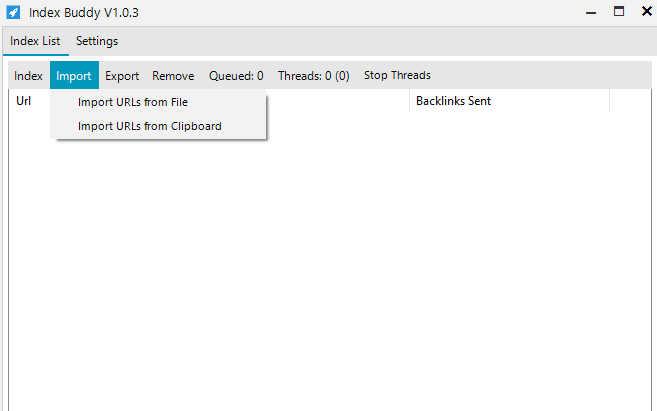 Index Buddy V1.0.3
Index List Settings
Index Import Export Remove Queued: 0 Threads: 0 (0) Stop Threads
Url Backlinks Sent
Import URLs from File
Import URLs from Clipboard